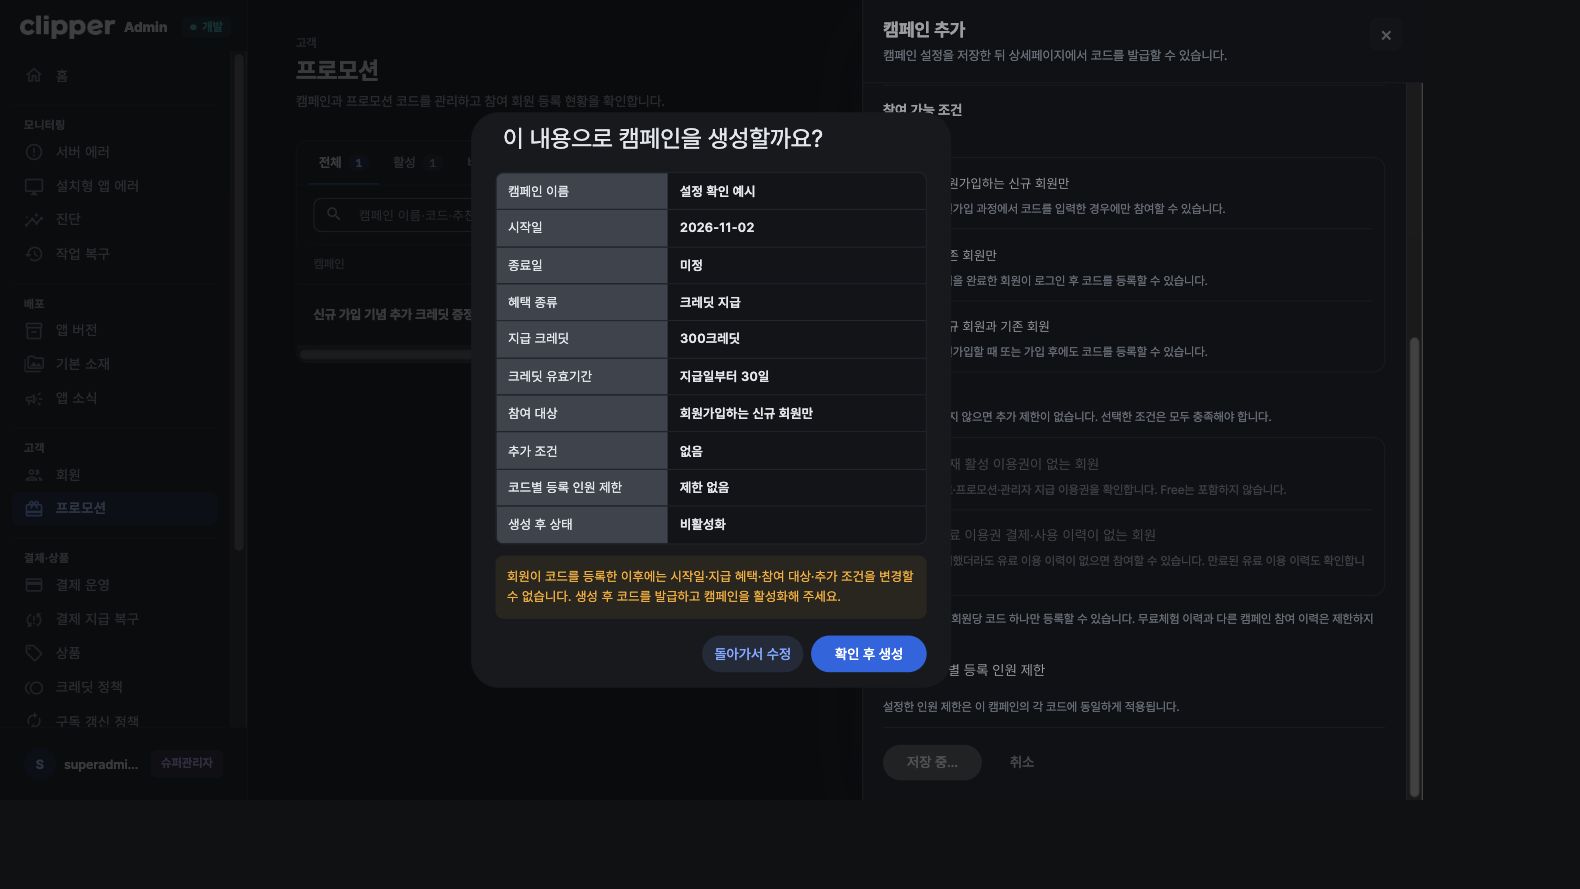 clipper Admin 개발
홈
모니터링
서버 에러
설치형 앱 에러
진단
작업 복구
배포
앱 버전
기본 소재
앱 소식
고객
회원
프로모션
결제·상품
결제 운영
결제 지급 복구
상품
크레딧 정책
구독 갱신 정책
S superadmi... 슈퍼관리자
고객
프로모션
캠페인과 프로모션 코드를 관리하고 참여 회원 등록 현황을 확인합니다.
전체 1 활성 1
캠페인 이름·코드·추천
캠페인
신규 가입 기념 추가 크레딧 증정
이 내용으로 캠페인을 생성할까요?
캠페인 이름 설정 확인 예시
시작일 2026-11-02
종료일 미정
혜택 종류 크레딧 지급
지급 크레딧 300크레딧
크레딧 유효기간 지급일부터 30일
참여 대상 회원가입하는 신규 회원만
추가 조건 없음
코드별 등록 인원 제한 제한 없음
생성 후 상태 비활성화
회원이 코드를 등록한 이후에는 시작일·지급 혜택·참여 대상·추가 조건을 변경할
수 없습니다. 생성 후 코드를 발급하고 캠페인을 활성화해 주세요.
돌아가서 수정 확인 후 생성
캠페인 추가
캠페인 설정을 저장한 뒤 상세페이지에서 코드를 발급할 수 있습니다.
참여 가능 조건
원가입하는 신규 회원만
가입 과정에서 코드를 입력한 경우에만 참여할 수 있습니다.
존 회원만
을 완료한 회원이 로그인 후 코드를 등록할 수 있습니다.
규 회원과 기존 회원
가입할 때 또는 가입 후에도 코드를 등록할 수 있습니다.
지 않으면 추가 제한이 없습니다. 선택한 조건은 모두 충족해야 합니다.
재 활성 이용권이 없는 회원
·프로모션·관리자 지급 이용권을 확인합니다. Free는 포함하지 않습니다.
료 이용권 결제·사용 이력이 없는 회원
했더라도 유료 이용 이력이 없으면 참여할 수 있습니다. 만료된 유료 이용 이력도 확인합니
회원당 코드 하나만 등록할 수 있습니다. 무료체험 이력과 다른 캠페인 참여 이력은 제한하지
별 등록 인원 제한
설정한 인원 제한은 이 캠페인의 각 코드에 동일하게 적용됩니다.
저장 중... 취소